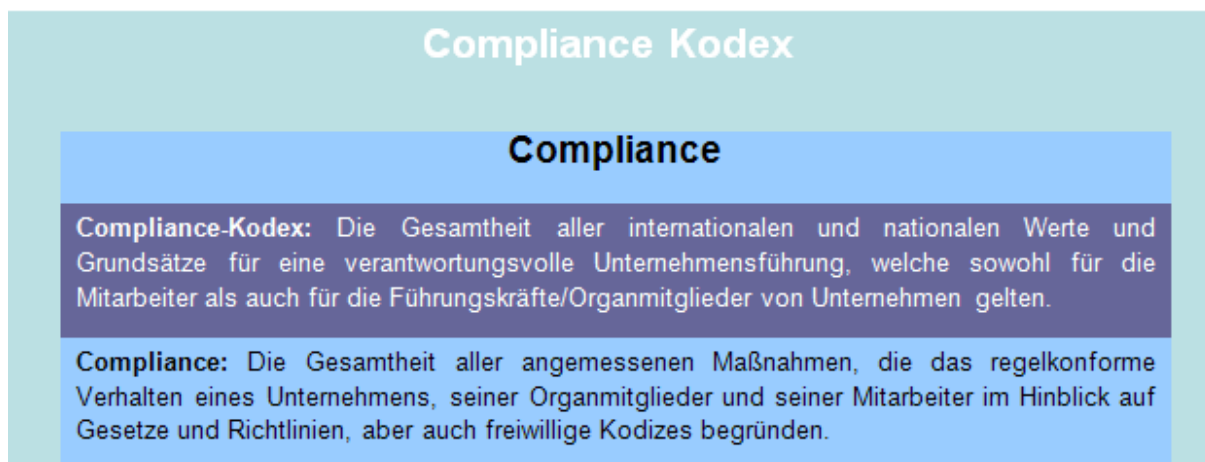 Compliance Kodex
Compliance
Compliance-Kodex: Die Gesamtheit aller internationalen und nationalen Werte und
Grundsätze für eine verantwortungsvolle Unternehmensführung, welche sowohl für die
Mitarbeiter als auch für die Führungskräfte/Organmitglieder von Unternehmen gelten.
Compliance: Die Gesamtheit aller angemessenen Maßnahmen, die das regelkonforme
Verhalten eines Unternehmens, seiner Organmitglieder und seiner Mitarbeiter im Hinblick auf
Gesetze und Richtlinien, aber auch freiwillige Kodizes begründen.